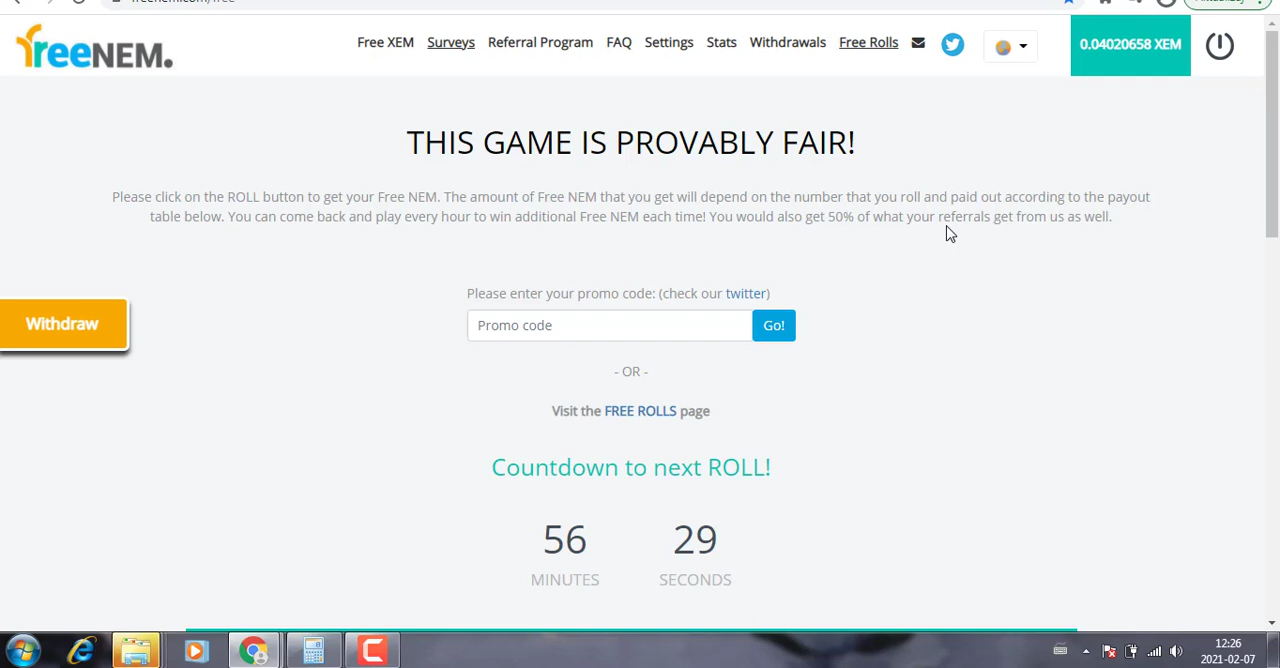 freeNEM.
Free XEM Surveys Referral Program FAQ Settings Stats Withdrawals Free Rolls 0.04020658 XEM
THIS GAME IS PROVABLY FAIR!
Please click on the ROLL button to get your Free NEM. The amount of Free NEM that you get will depend on the number that you roll and paid out according to the payout
table below. You can come back and play every hour to win additional Free NEM each time! You would also get 50% of what your referrals get from us as well.
Please enter your promo code: (check our twitter)
Withdraw
Promo code Go!
- OR -
Visit the FREE ROLLS page
Countdown to next ROLL!
56 29
MINUTES SECONDS
12:26
2021-02-07